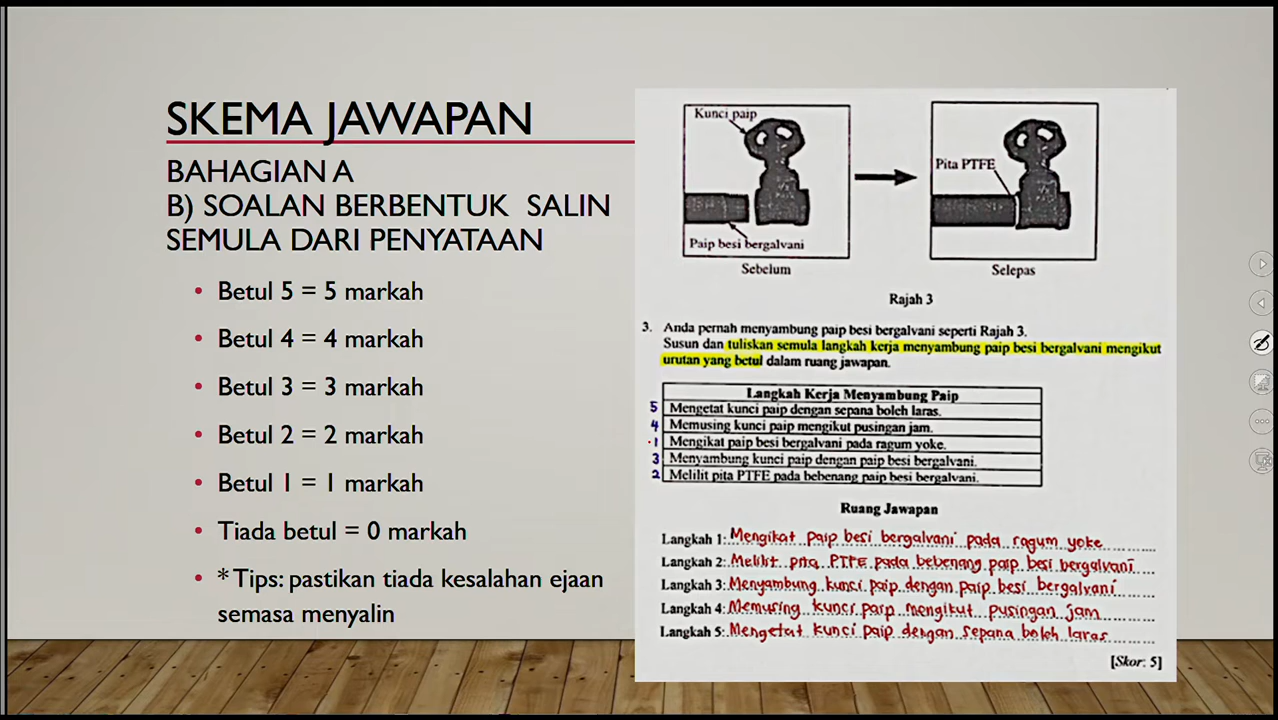 SKEMA JAWAPAN
BAHAGIAN A
B) SOALAN BERBENTUK SALIN
SEMULA DARI PENYATAAN
• Betul 5 = 5 markah
• Betul 4 = 4 markah
• Betul 3 = 3 markah
• Betul 2 = 2 markah
• Betul 1 = 1 markah
• Tiada betul = 0 markah
• *Tips: pastikan tiada kesalahan ejaan
semasa menyalin
Kunci paip
Paip besi bergalvani
Sebelum
Pita PTFE
Selepas
Rajah 3
3. Anda pernah menyambung paip besi bergalvani seperti Rajah 3.
Susun dan tuliskan semula langkah kerja menyambung paip besi bergalvani mengikut
urutan yang betul dalam ruang jawapan.
Langkah Kerja Menyambung Paip
5 Mengetat kunci paip dengan sepana boleh laras.
4 Memusing kunci paip mengikut pusingan jam.
1 Mengikat paip besi bergalvani pada ragum yoke.
3 Menyambung kunci paip dengan paip besi bergalvani.
2 Melilit pita PTFE pada bebenang paip besi bergalvani.
Ruang Jawapan
Langkah 1: Mengikat paip besi bergalvani pada ragum yoke
Langkah 2: Melilit pita PTFE pada bebenang paip besi bergalvani
Langkah 3: Menyambung kunci paip dengan paip besi bergalvani
Langkah 4: Memusing kunci paip mengikut pusingan jam
Langkah 5: Mengetat kunci paip dengan sepana boleh laras
[Skor: 5]